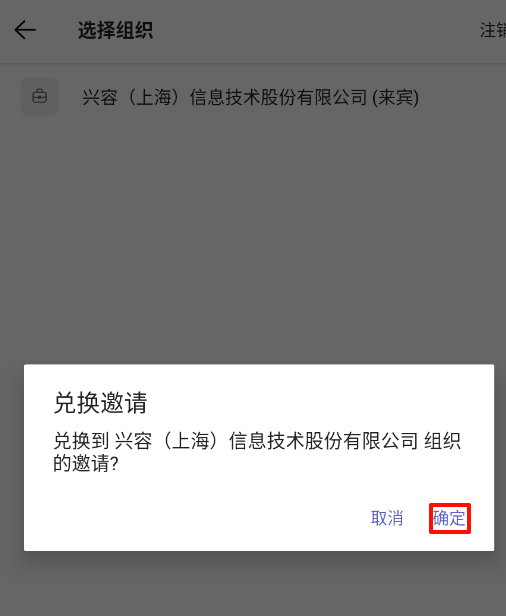 选择组织
注销
兴容（上海）信息技术股份有限公司 (来宾)
兑换邀请
兑换到 兴容（上海）信息技术股份有限公司 组织
的邀请?
取消
确定